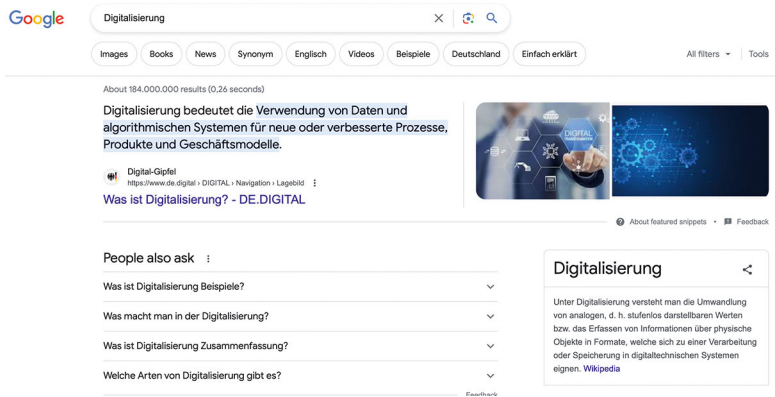 Google
Digitalisierung
Images
Books
News
Synonym
Englisch
Videos
Beispiele
Deutschland
Einfach erklärt
All filters
Tools
About 184.000.000 results (0,26 seconds)
Digitalisierung bedeutet die Verwendung von Daten und
algorithmischen Systemen für neue oder verbesserte Prozesse,
Produkte und Geschäftsmodelle.
DIGITAL
Digital-Gipfel
https://www.de.digital › DIGITAL › Navigation › Lagebild
Was ist Digitalisierung? - DE.DIGITAL
About featured snippets • Feedback
People also ask
Was ist Digitalisierung Beispiele?
Was macht man in der Digitalisierung?
Was ist Digitalisierung Zusammenfassung?
Welche Arten von Digitalisierung gibt es?
Feedback
Digitalisierung
Unter Digitalisierung versteht man die Umwandlung
von analogen, d. h. stufenlos darstellbaren Werten
bzw. das Erfassen von Informationen über physische
Objekte in Formate, welche sich zu einer Verarbeitung
oder Speicherung in digitaltechnischen Systemen
eignen. Wikipedia